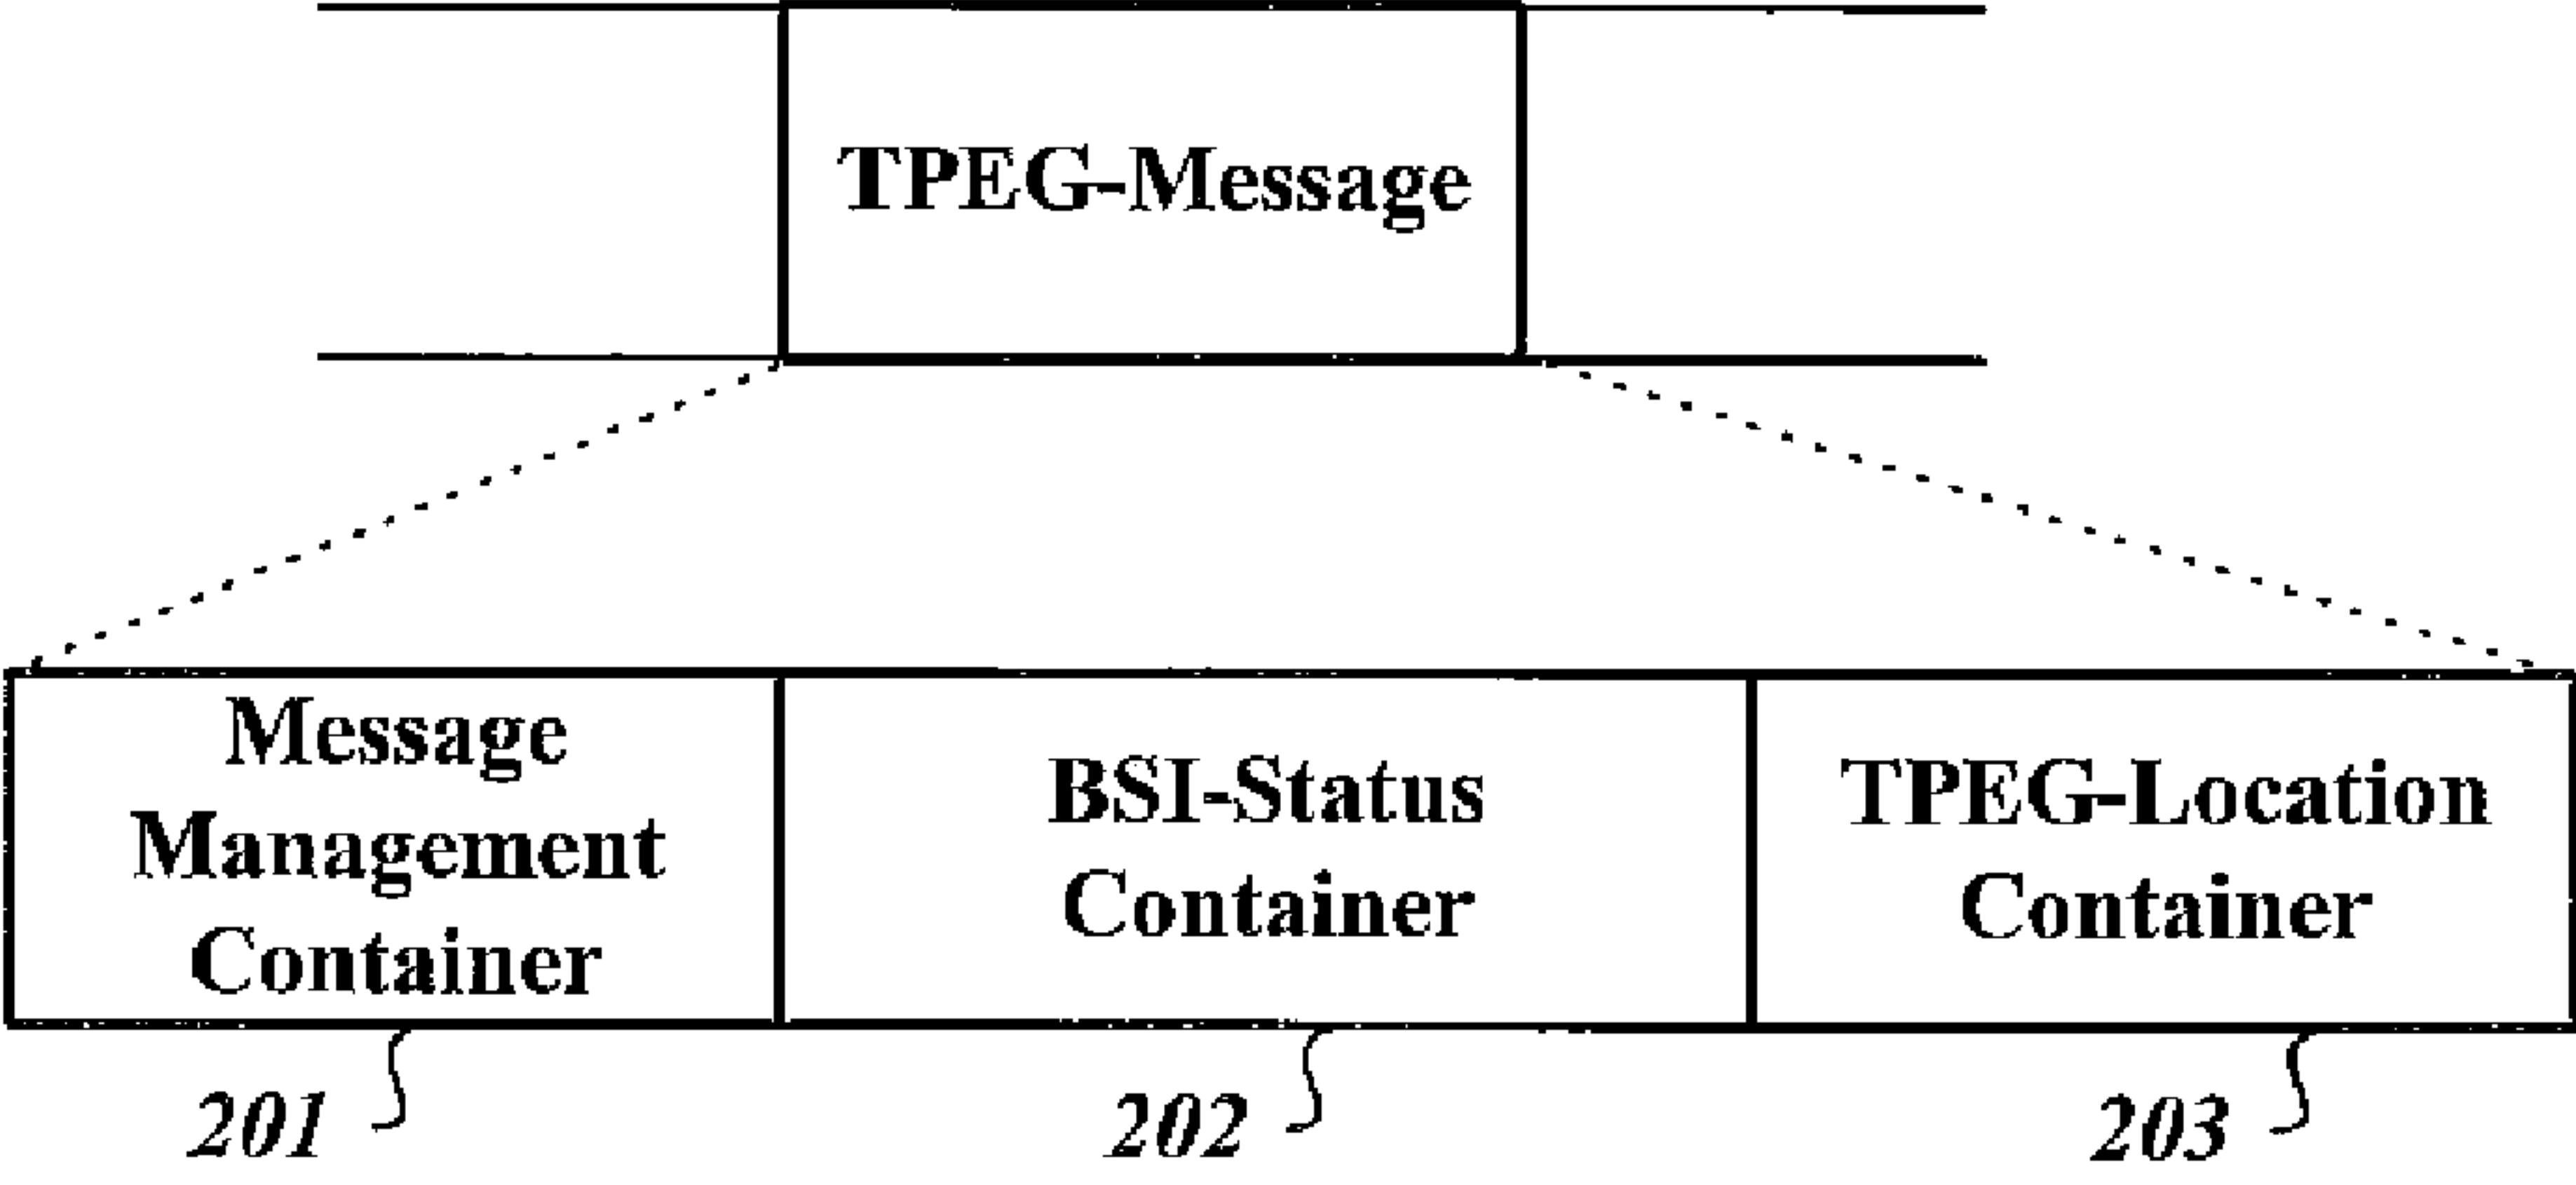 TPEG-Message
Message
Management
Container
BSI-Status
Container
TPEG-Location
Container
201
202
203